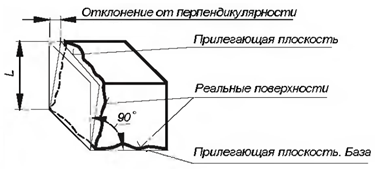 Отклонение от перпендикулярности
Прилегающая плоскость
L
Реальные поверхности
90°
Прилегающая плоскость. База